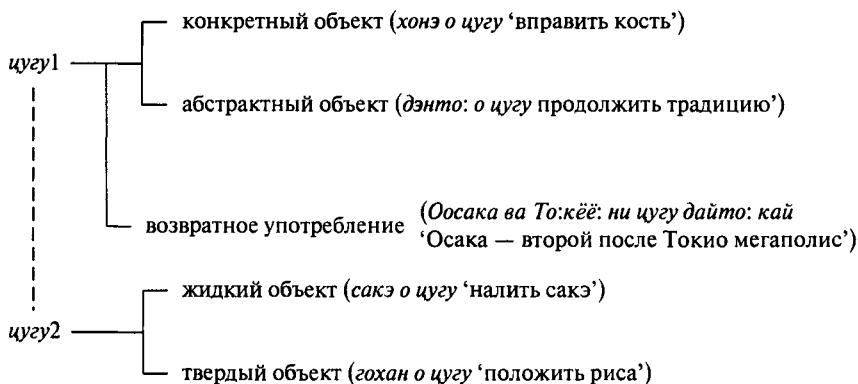 конкретный объект (хонэ о цугу ‘вправить кость’)
цугу1
абстрактный объект (дэнто: о цугу продолжить традицию’)
возвратное употребление (Оосака ва То:кёё: ни цугу дайто: кай
‘Осака — второй после Токио мегаполис’)
жидкий объект (сакэ о цугу ‘налить сакэ’)
цугу2
твердый объект (гохан о цугу ‘положить риса’)